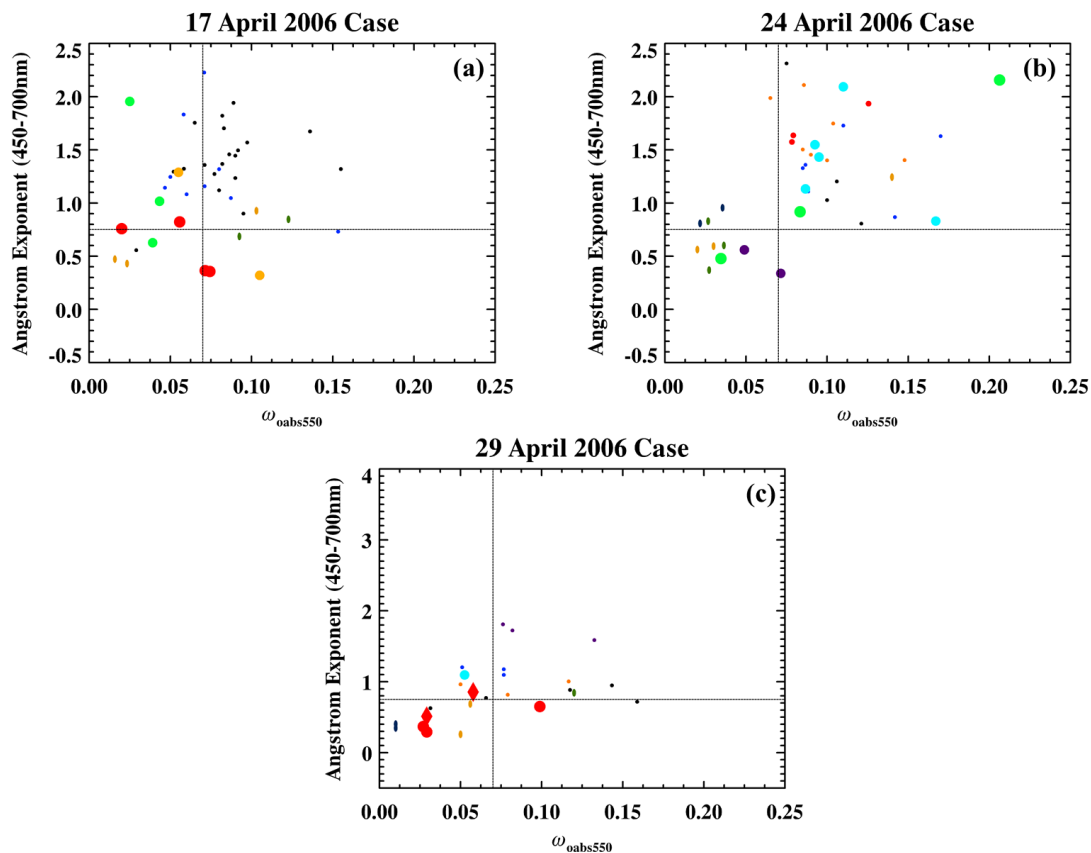 17 April 2006 Case
24 April 2006 Case
(a)
(b)
Angstrom Exponent (450-700nm)
2.5
2.0
1.5
1.0
0.5
0.0
-0.5
0.00 0.05 0.10 0.15 0.20 0.25
ωoabs550
Angstrom Exponent (450-700nm)
2.5
2.0
1.5
1.0
0.5
0.0
-0.5
0.00 0.05 0.10 0.15 0.20 0.25
ωoabs550
29 April 2006 Case
(c)
Angstrom Exponent (450-700nm)
4
3
2
1
0
0.00 0.05 0.10 0.15 0.20 0.25
ωoabs550